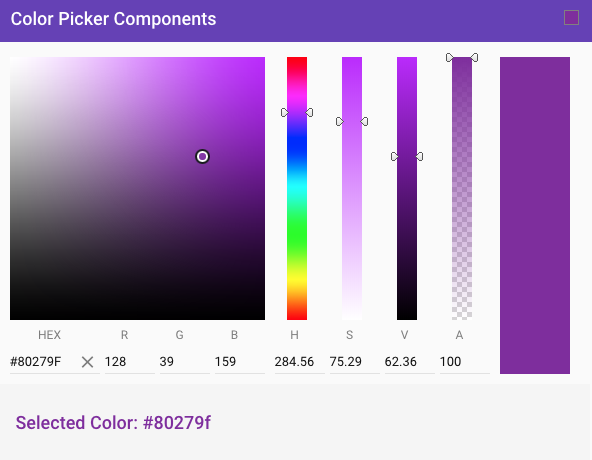 Color Picker Components
HEX R G B H S V A
#80279F 128 39 159 284.56 75.29 62.36 100
Selected Color: #80279f